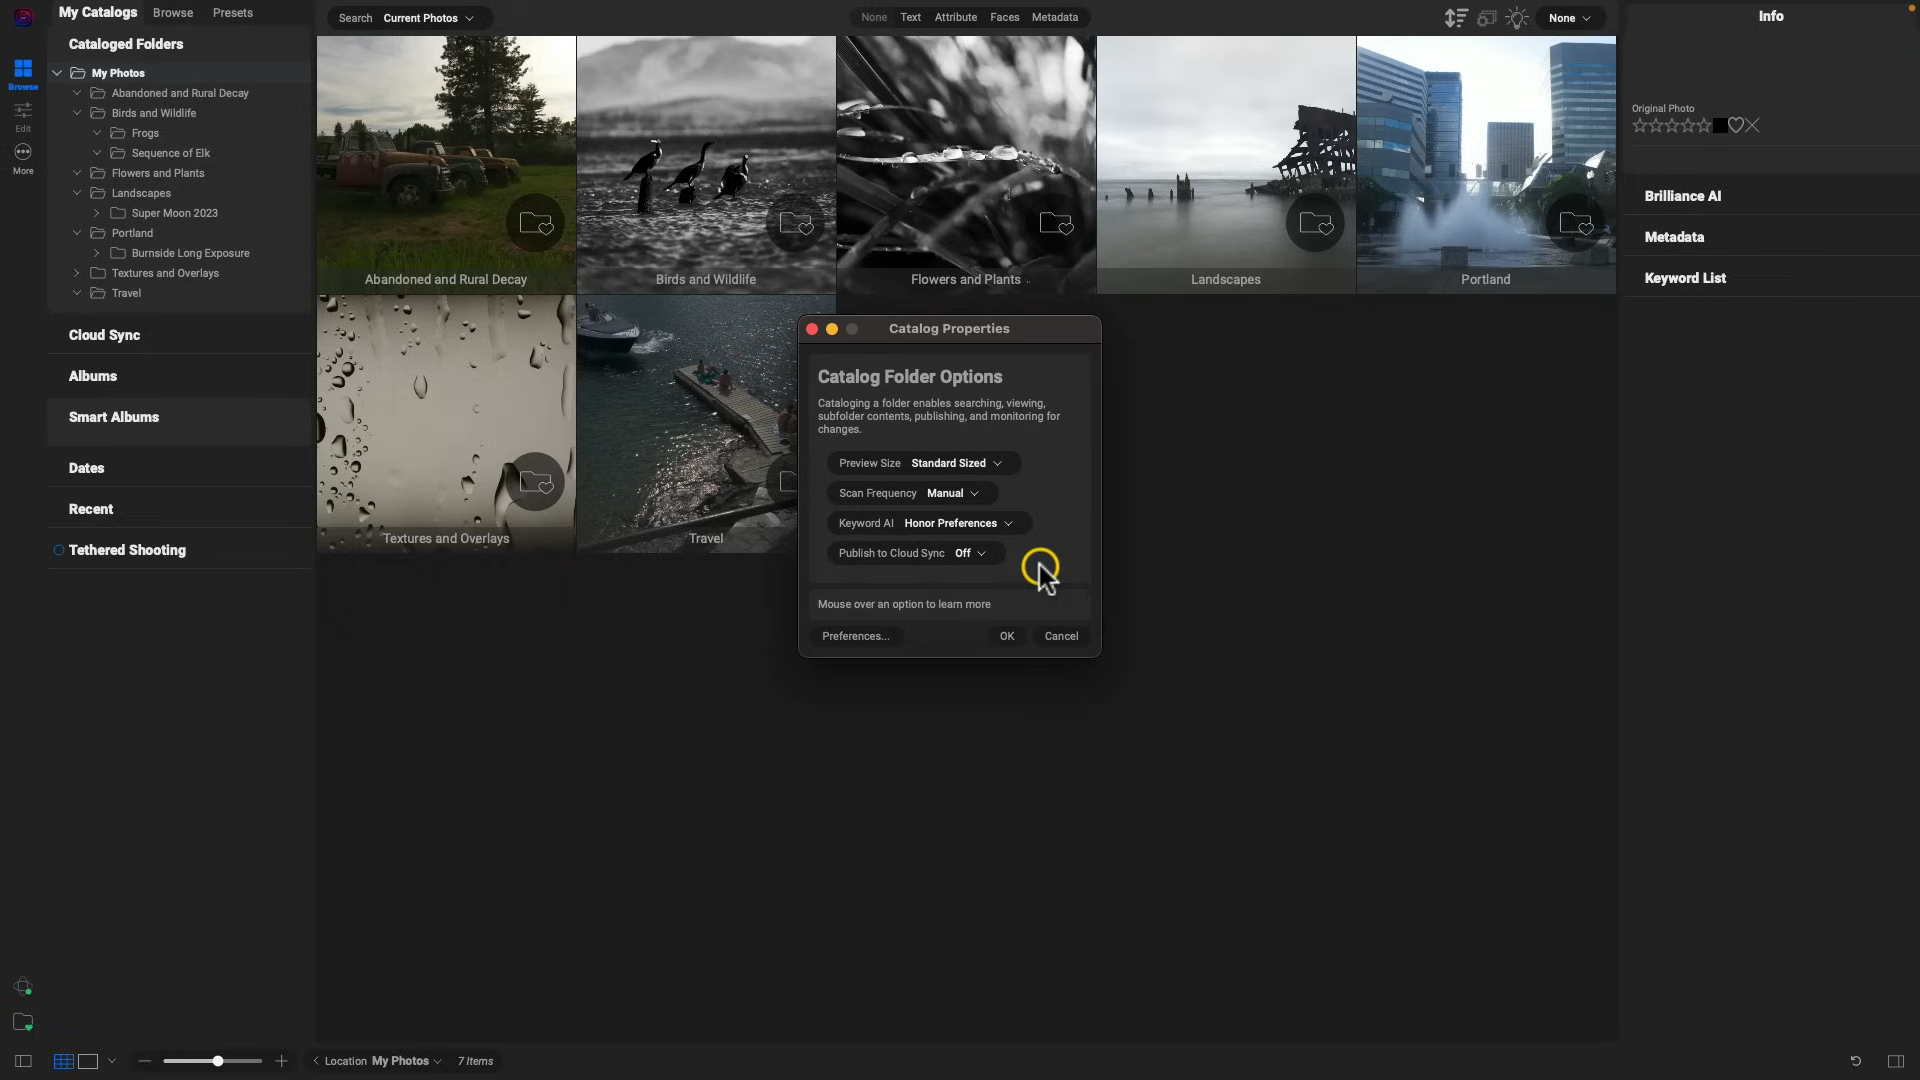 My Catalogs
Browse
Presets
Search Current Photos
None Text Attribute Faces Metadata
None
Info
Browse
Edit
More
Cataloged Folders
My Photos
Abandoned and Rural Decay
Birds and Wildlife
Frogs
Sequence of Elk
Flowers and Plants
Landscapes
Super Moon 2023
Portland
Burnside Long Exposure
Textures and Overlays
Travel
Cloud Sync
Albums
Smart Albums
Dates
Recent
Tethered Shooting
Abandoned and Rural Decay
Birds and Wildlife
Flowers and Plants
Landscapes
Portland
Textures and Overlays
Travel
Catalog Properties
Catalog Folder Options
Cataloging a folder enables searching, viewing,
subfolder contents, publishing, and monitoring for
changes.
Preview Size Standard Sized
Scan Frequency Manual
Keyword AI Honor Preferences
Publish to Cloud Sync Off
Mouse over an option to learn more
Preferences...
OK
Cancel
Original Photo
Brilliance AI
Metadata
Keyword List
Location My Photos
7 Items